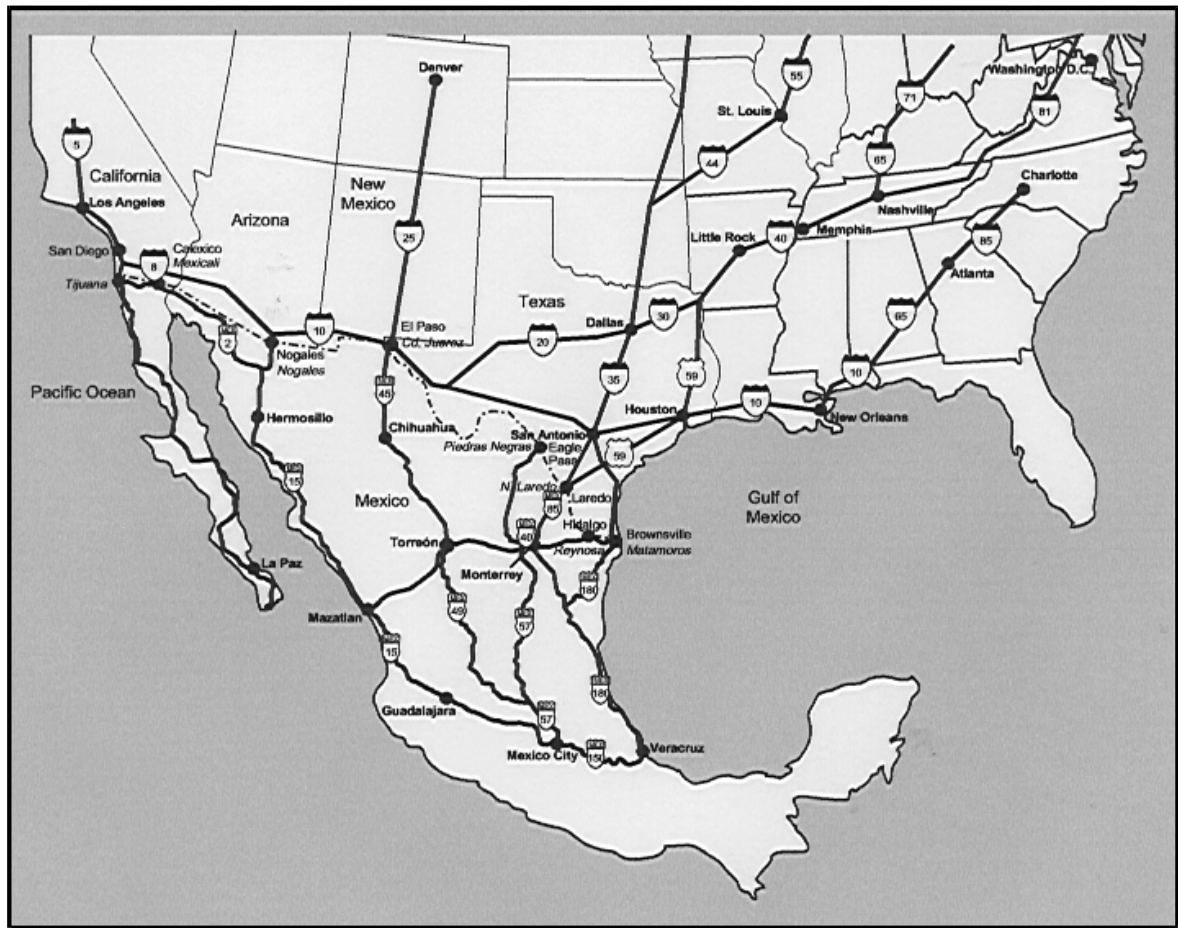 Denver
Washington D.C.
55
St. Louis
71
81
5
44
65
California
Los Angeles
New
Mexico
Charlotte
Arizona
Nashville
25
Little Rock
40
Memphis
85
San Diego
Calexico
Mexicali
8
Atlanta
Tijuana
Texas
Dallas
30
65
10
El Paso
Cd. Juarez
20
2
Nogales
Nogales
35
59
10
Pacific Ocean
45
Houston
10
New Orleans
Hermosillo
Chihuahua
San Antonio
Piedras Negras
Eagle
Pass
59
15
N. Laredo
Laredo
85
Mexico
Gulf of
Mexico
Hidalgo
40
Brownsville
Torreón
Reynosa
Matamoros
La Paz
Monterrey
180
Mazatlan
49
57
15
180
Guadalajara
57
Mexico City
150
Veracruz